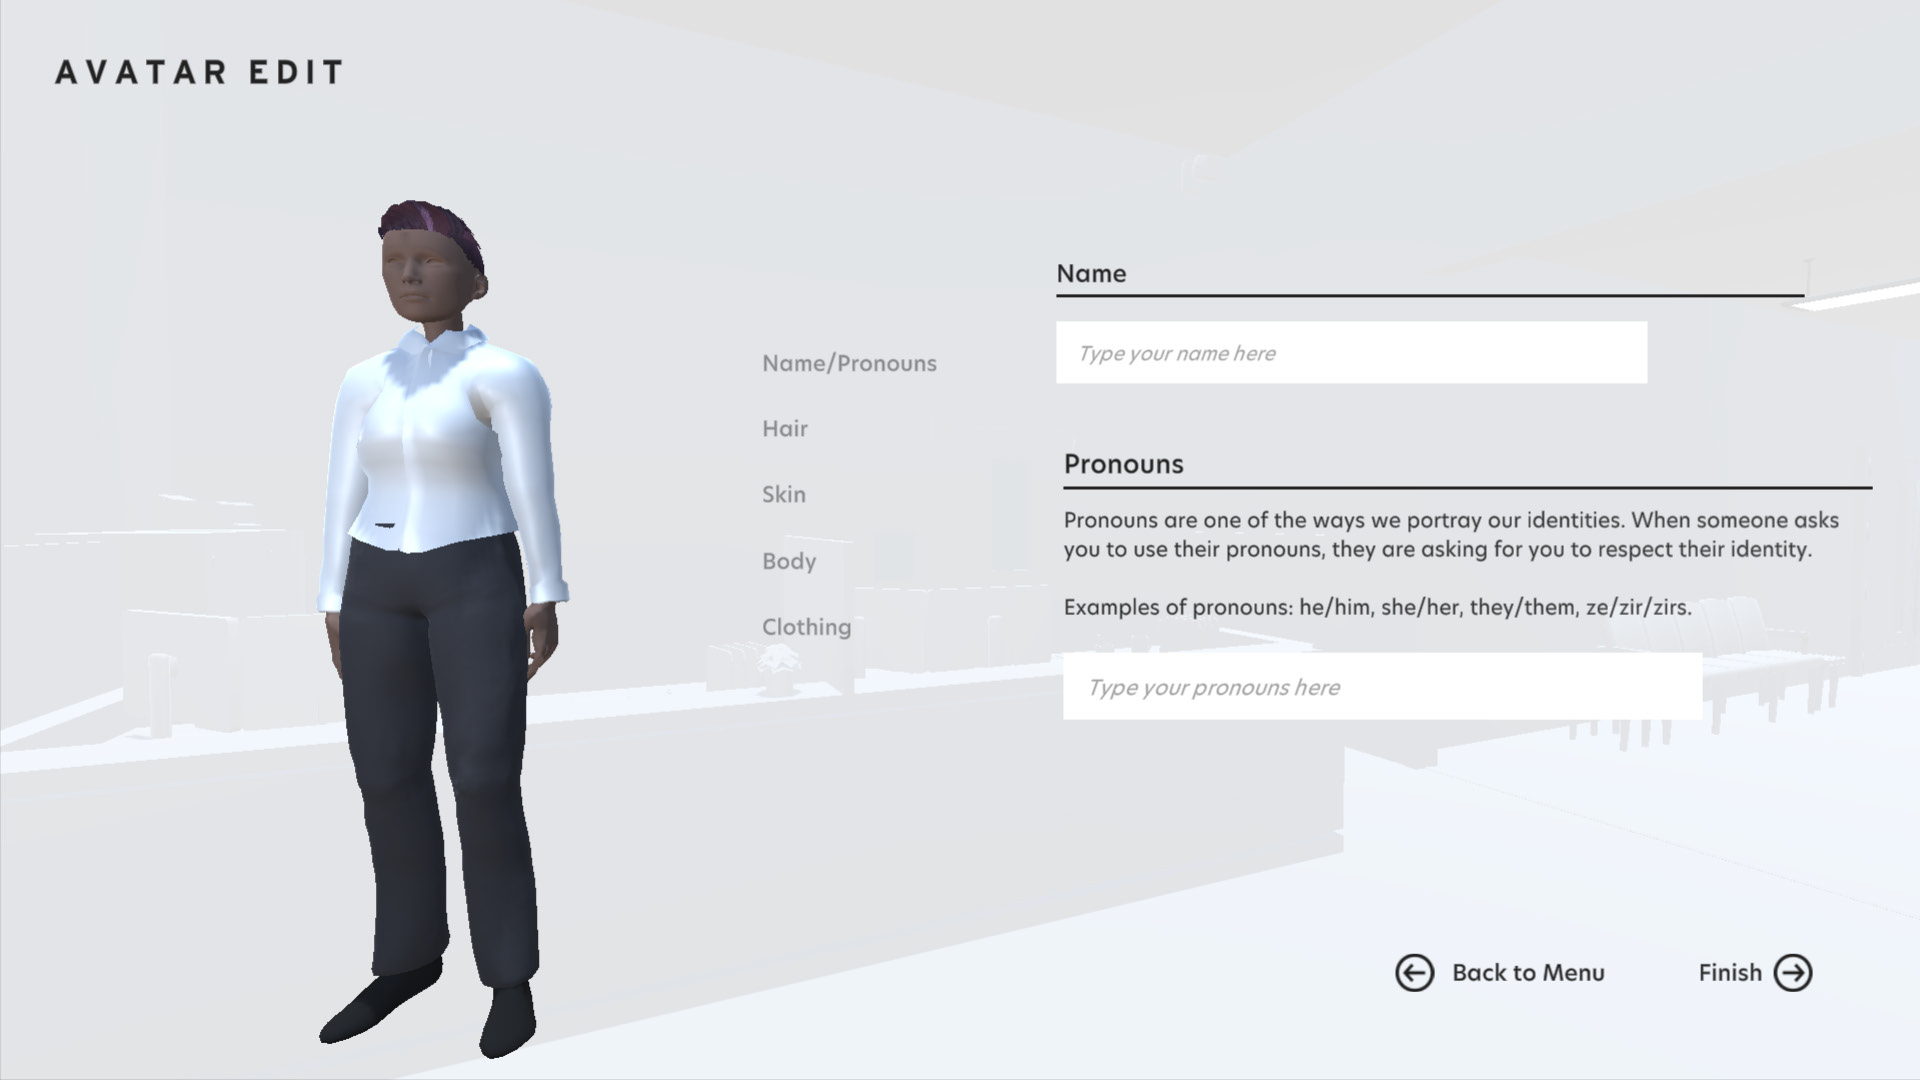 AVATAR EDIT
Name/Pronouns
Hair
Skin
Body
Clothing
Name
Type your name here
Pronouns
Pronouns are one of the ways we portray our identities. When someone asks
you to use their pronouns, they are asking for you to respect their identity.
Examples of pronouns: he/him, she/her, they/them, ze/zir/zirs.
Type your pronouns here
Back to Menu
Finish